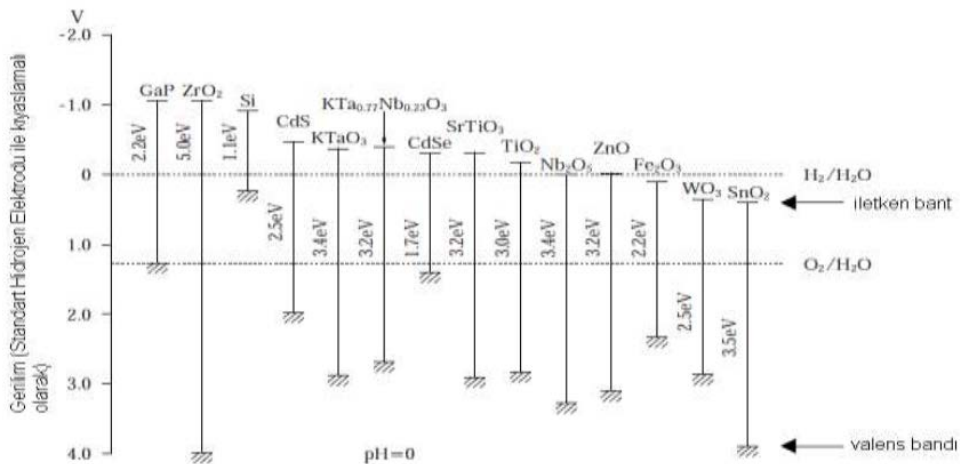 V
-2.0
-1.0
0
1.0
2.0
3.0
4.0
Gerilim (Standart Hidrojen Elektrodu ile kıyaslamalı
olarak)
GaP ZrO₂
Si
CdS
KTaO₃
KTa₀.₇₇Nb₀.₂₃O₃
CdSe
SrTiO₃
TiO₂
Nb₂O₅
ZnO
Fe₂O₃
WO₃ SnO₂
2.2eV
5.0eV
1.1eV
2.5eV
3.4eV
3.2eV
1.7eV
3.2eV
3.0eV
3.4eV
3.2eV
2.2eV
2.5eV
3.5eV
H₂/H₂O
iletken bant
O₂/H₂O
valens bandı
pH=0